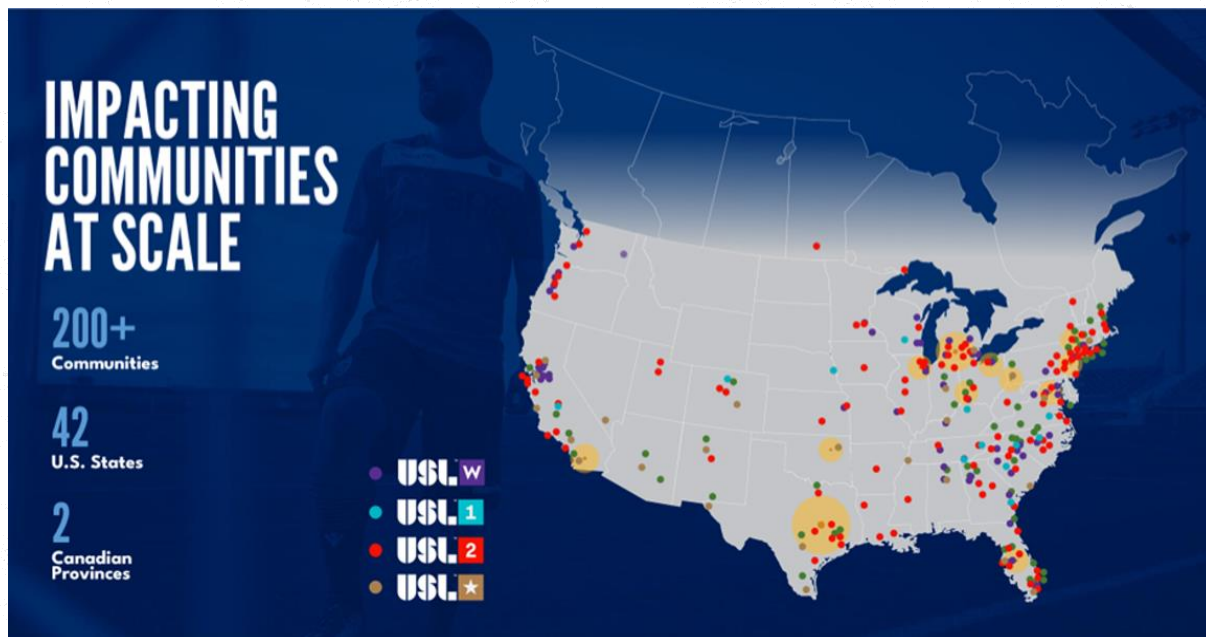 IMPACTING
COMMUNITIES
AT SCALE
200+
Communities
42
U.S. States
2
Canadian
Provinces
USL W
USL 1
USL 2
USL ★